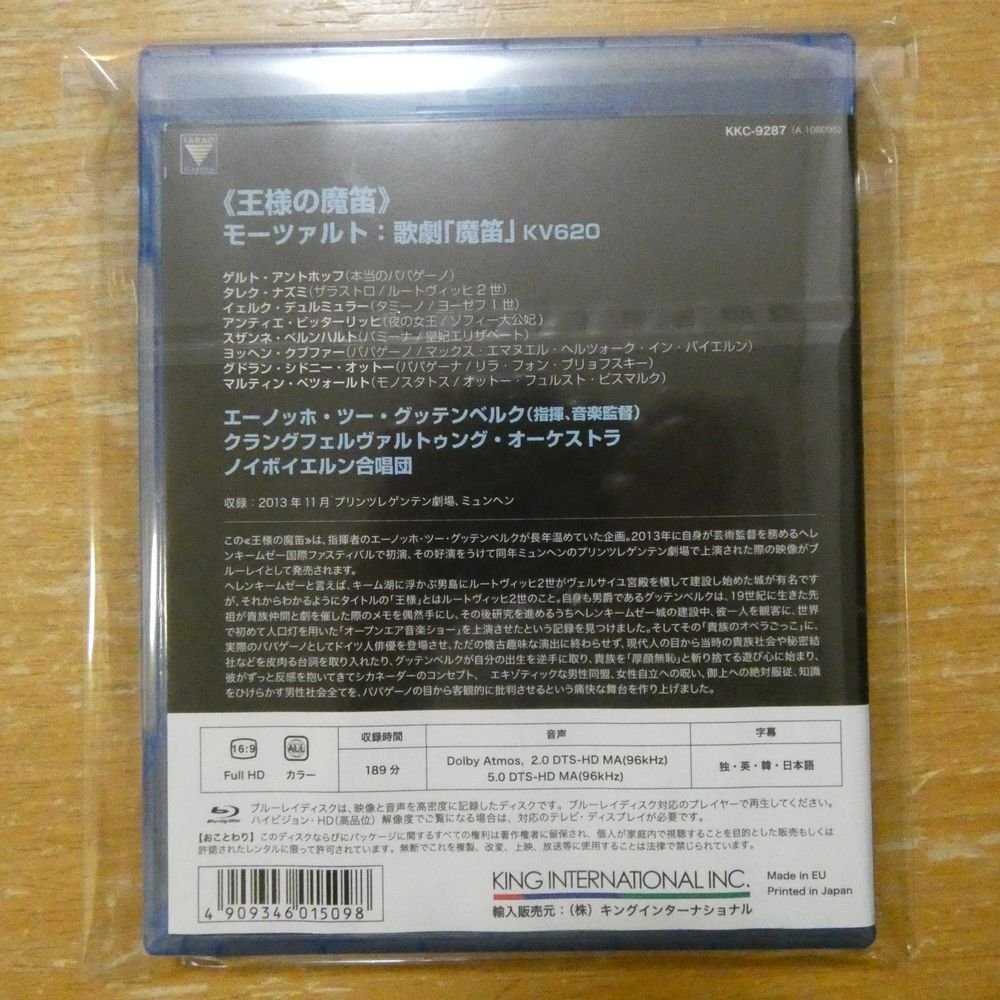 FARAO
CLASSICS
KKC-9287 (A 108095)
《王様の魔笛》
モーツァルト：歌劇「魔笛」 KV620
ゲルト・アントホッフ（本当のパパゲーノ）
タレク・ナズミ（ザラストロ / ルートヴィッヒ 2 世）
イェルク・デュルミュラー（タミーノ / ヨーゼフ 1 世）
アンティエ・ビッターリッヒ（夜の女王 / ゾフィー大公妃）
スザンネ・ベルンハルト（パミーナ / 皇妃エリザベート）
ヨッヘン・クプファー（パパゲーノ / マックス・エマヌエル・ヘルツォーク・イン・バイエルン）
グドラン・シドニー・オットー（パパゲーナ / リラ・フォン・ブリョフスキー）
マルティン・ペツォールト（モノスタトス / オットー・フュルスト・ビスマルク）
エーノッホ・ツー・グッテンベルク（指揮、音楽監督）
クラングフェルヴァルトゥング・オーケストラ
ノイボイエルン合唱団
収録：2013 年 11 月 プリンツレゲンテン劇場、ミュンヘン
この≪王様の魔笛≫は、指揮者のエーノッホ・ツー・グッテンベルクが長年温めていた企画。2013年に自身が芸術監督を務めるヘレ
ンキームゼー国際フェスティバルで初演、その好演をうけて同年ミュンヘンのプリンツレゲンテン劇場で上演された際の映像がブ
ルーレイとして発売されます。
ヘレンキームゼーと言えば、キーム湖に浮かぶ男島にルートヴィッヒ2世がヴェルサイユ宮殿を模して建設し始めた城が有名です
が、それからわかるようにタイトルの「王様」とはルートヴィッヒ2世のこと。自身も男爵であるグッテンベルクは、19世紀に生きた先
祖が貴族仲間と劇を催した際のメモを偶然手にし、その後研究を進めるうちヘレンキームゼー城の建設中、彼一人を観客に、世界
で初めて人口灯を用いた「オープンエア音楽ショー」を上演させたという記録を見つけました。そしてその「貴族のオペラごっこ」に、
実際のパパゲーノとしてドイツ人俳優を登場させ、ただの懐古趣味な演出に終わらせず、現代人の目から当時の貴族社会や秘密結
社などを皮肉る台詞を取り入れたり、グッテンベルクが自分の出生を逆手に取り、貴族を「厚顔無恥」と斬り捨てる遊び心に始まり、
彼がずっと反感を抱いてきてシカネーダーのコンセプト、 エキゾティックな男性同盟、女性自立への呪い、御上への絶対服従、知識
をひけらかす男性社会全てを、パパゲーノの目から客観的に批判させるという痛快な舞台を作り上げました。
16:9
Full HD
ALL
カラー
収録時間
189 分
音声
Dolby Atmos, 2.0 DTS-HD MA(96kHz)
5.0 DTS-HD MA(96kHz)
字幕
独・英・韓・日本語
Blu-ray Disc
ブルーレイディスクは、映像と音声を高密度に記録したディスクです。ブルーレイディスク対応のプレイヤーで再生してください。
ハイビジョン・HD(高品位) 解像度でご覧になる場合は、対応のテレビ・ディスプレイが必要です。
【おことわり】このディスクならびにパッケージに関するすべての権利は著作権者に留保され、個人が家庭内で視聴することを目的とした販売もしくは
許諾されたレンタルに限って許可されています。無断でこれを複製、改変、上映、放送等に使用することは法律で禁じられています。
4 909346 015098
KING INTERNATIONAL INC.
輸入販売元：（株）キングインターナショナル
Made in EU
Printed in Japan